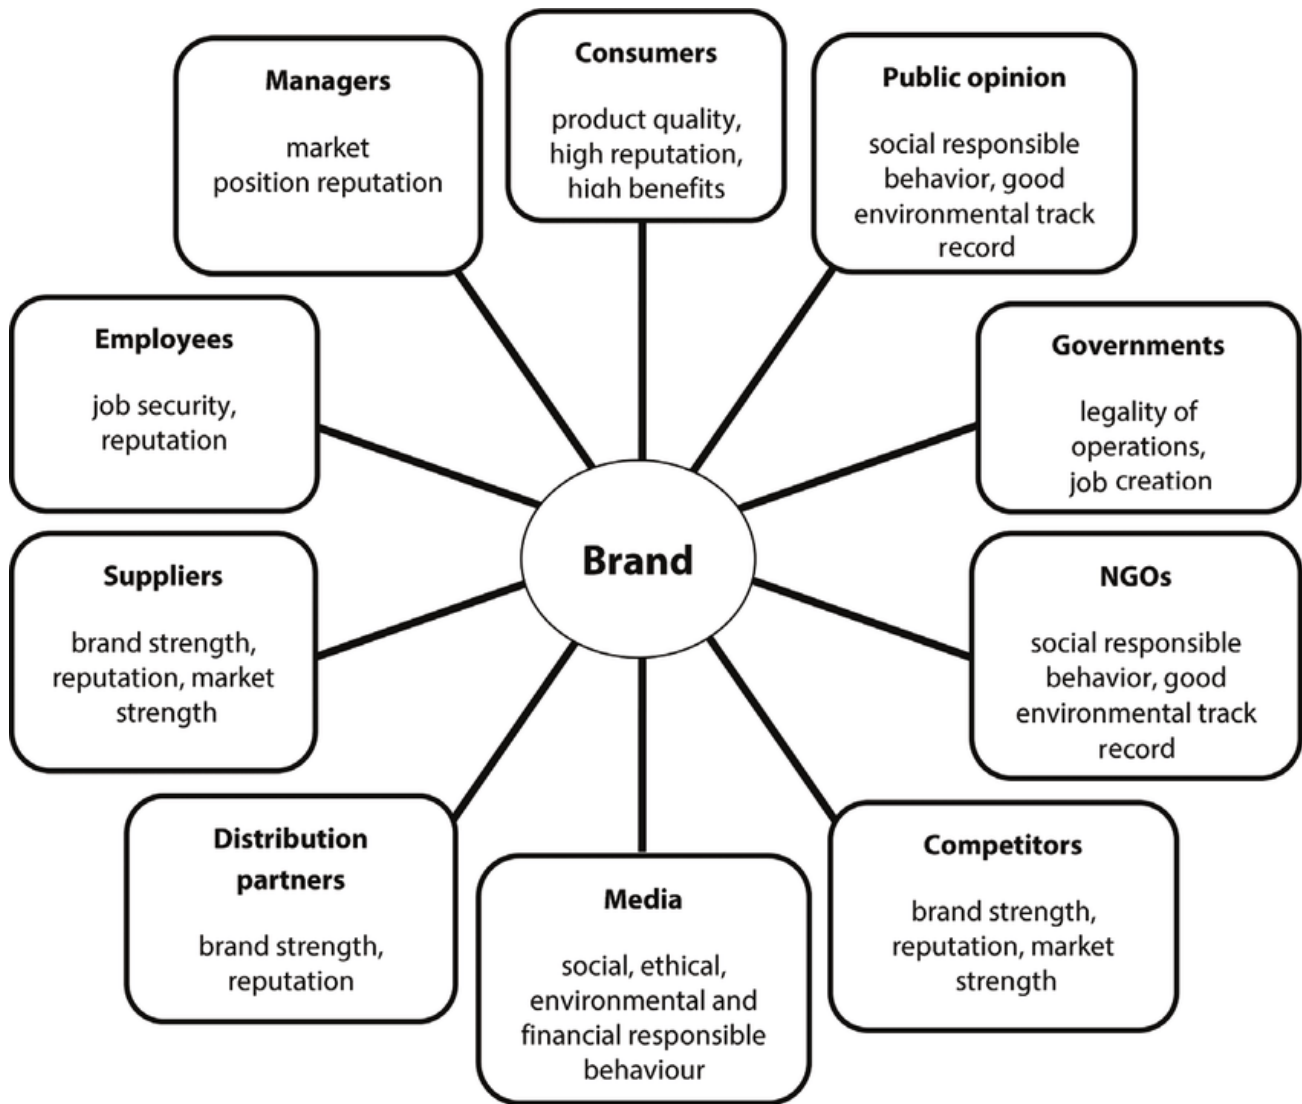 Managers
market
position reputation
Consumers
product quality,
high reputation,
high benefits
Public opinion
social responsible
behavior, good
environmental track
record
Employees
job security,
reputation
Governments
legality of
operations,
job creation
Brand
Suppliers
brand strength,
reputation, market
strength
NGOs
social responsible
behavior, good
environmental track
record
Distribution
partners
brand strength,
reputation
Media
social, ethical,
environmental and
financial responsible
behaviour
Competitors
brand strength,
reputation, market
strength